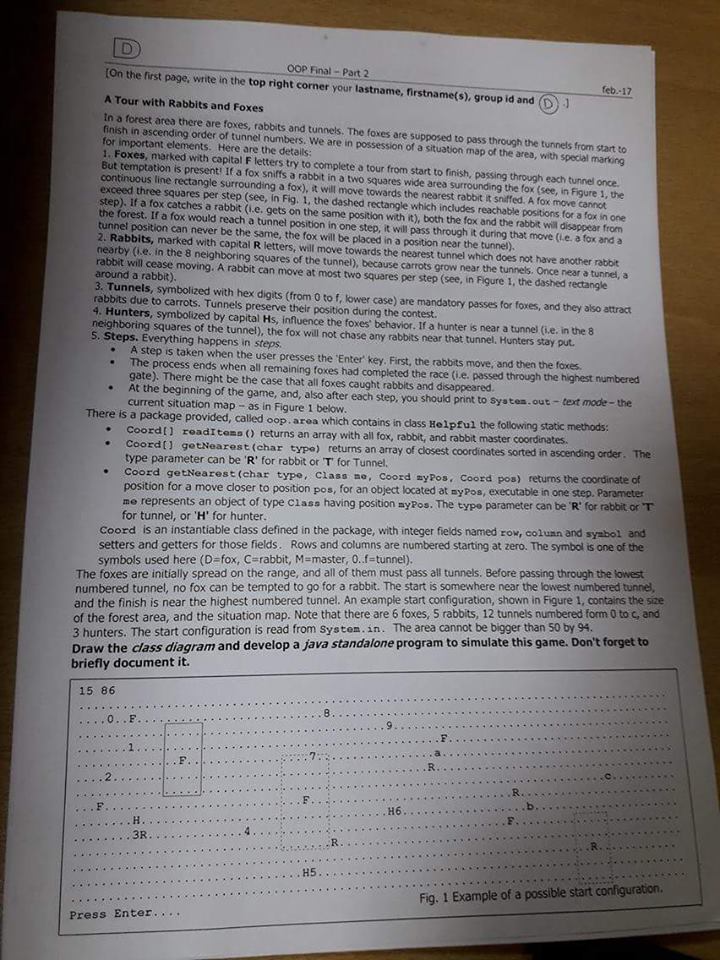 D
OOP Final – Part 2
feb.-17
[On the first page, write in the top right corner your lastname, firstname(s), group id and D .]
A Tour with Rabbits and Foxes
In a forest area there are foxes, rabbits and tunnels. The foxes are supposed to pass through the tunnels from start to
finish in ascending order of tunnel numbers. We are in possession of a situation map of the area, with special marking
for important elements. Here are the details:
1. Foxes, marked with capital F letters try to complete a tour from start to finish, passing through each tunnel once.
But temptation is present! If a fox sniffs a rabbit in a two squares wide area surrounding the fox (see, in Figure 1, the
continuous line rectangle surrounding a fox), it will move towards the nearest rabbit it sniffed. A fox move cannot
exceed three squares per step (see, in Fig. 1, the dashed rectangle which includes reachable positions for a fox in one
step). If a fox catches a rabbit (i.e. gets on the same position with it), both the fox and the rabbit will disappear from
the forest. If a fox would reach a tunnel position in one step, it will pass through it during that move (i.e. a fox and a
tunnel position can never be the same, the fox will be placed in a position near the tunnel).
2. Rabbits, marked with capital R letters, will move towards the nearest tunnel which does not have another rabbit
nearby (i.e. in the 8 neighboring squares of the tunnel), because carrots grow near the tunnels. Once near a tunnel, a
rabbit will cease moving. A rabbit can move at most two squares per step (see, in Figure 1, the dashed rectangle
around a rabbit).
3. Tunnels, symbolized with hex digits (from 0 to f, lower case) are mandatory passes for foxes, and they also attract
rabbits due to carrots. Tunnels preserve their position during the contest.
4. Hunters, symbolized by capital Hs, influence the foxes' behavior. If a hunter is near a tunnel (i.e. in the 8
neighboring squares of the tunnel), the fox will not chase any rabbits near that tunnel. Hunters stay put.
5. Steps. Everything happens in steps.
• A step is taken when the user presses the 'Enter' key. First, the rabbits move, and then the foxes.
• The process ends when all remaining foxes had completed the race (i.e. passed through the highest numbered
gate). There might be the case that all foxes caught rabbits and disappeared.
• At the beginning of the game, and, also after each step, you should print to System.out – text mode – the
current situation map – as in Figure 1 below.
There is a package provided, called oop.area which contains in class Helpful the following static methods:
• Coord[] readItems() returns an array with all fox, rabbit, and rabbit master coordinates.
• Coord[] getNearest(char type) returns an array of closest coordinates sorted in ascending order. The
type parameter can be 'R' for rabbit or 'T' for Tunnel.
• Coord getNearest(char type, Class me, Coord myPos, Coord pos) returns the coordinate of
position for a move closer to position pos, for an object located at myPos, executable in one step. Parameter
me represents an object of type Class having position myPos. The type parameter can be 'R' for rabbit or 'T'
for tunnel, or 'H' for hunter.
Coord is an instantiable class defined in the package, with integer fields named row, column and symbol and
setters and getters for those fields. Rows and columns are numbered starting at zero. The symbol is one of the
symbols used here (D=fox, C=rabbit, M=master, 0..f=tunnel).
The foxes are initially spread on the range, and all of them must pass all tunnels. Before passing through the lowest
numbered tunnel, no fox can be tempted to go for a rabbit. The start is somewhere near the lowest numbered tunnel,
and the finish is near the highest numbered tunnel. An example start configuration, shown in Figure 1, contains the size
of the forest area, and the situation map. Note that there are 6 foxes, 5 rabbits, 12 tunnels numbered form 0 to c, and
3 hunters. The start configuration is read from System.in. The area cannot be bigger than 50 by 94.
Draw the class diagram and develop a java standalone program to simulate this game. Don't forget to
briefly document it.
15 86
....0..F. 8.
9.
1. F.
F. 7. a.
2. R. c.
F. F. R.
H. H6. b.
3R. 4. F.
R. R.
H5.
Fig. 1 Example of a possible start configuration.
Press Enter....